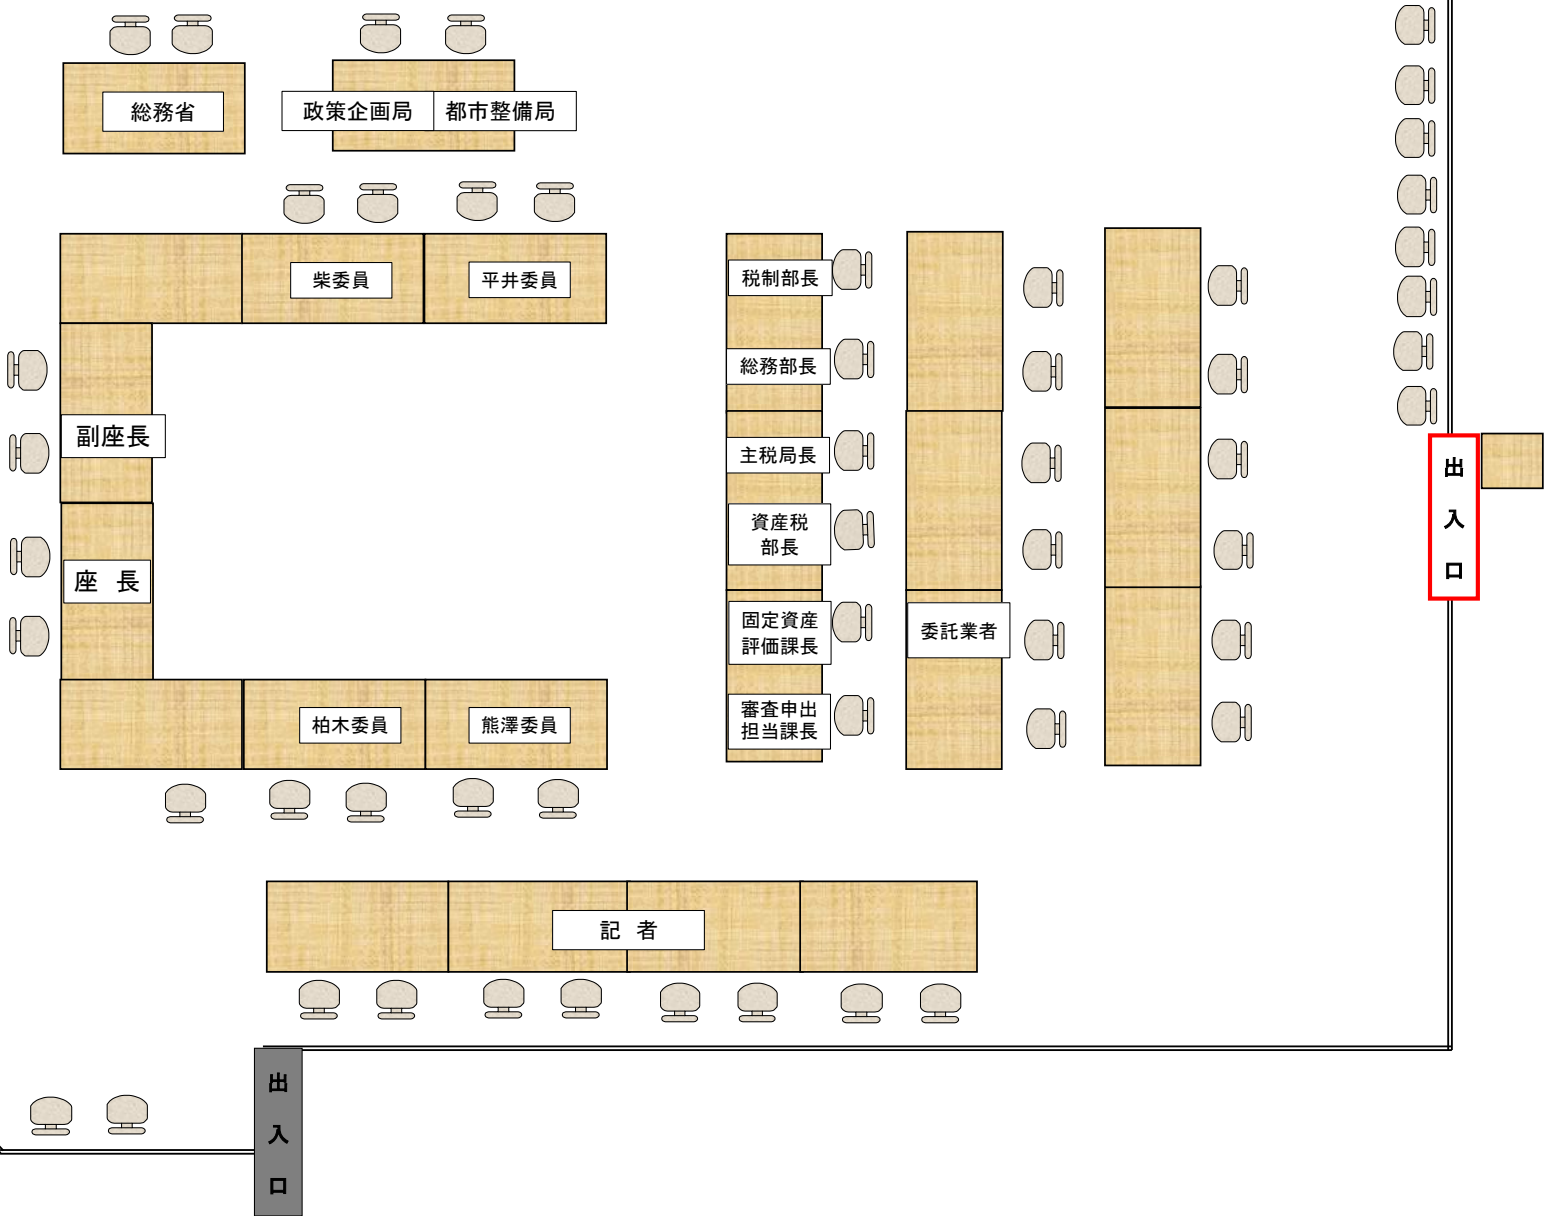 総務省
政策企画局
都市整備局
柴委員
平井委員
副座長
座 長
柏木委員
熊澤委員
税制部長
総務部長
主税局長
資産税
部長
固定資産
評価課長
審査申出
担当課長
委託業者
記 者
出
入
口
出
入
口